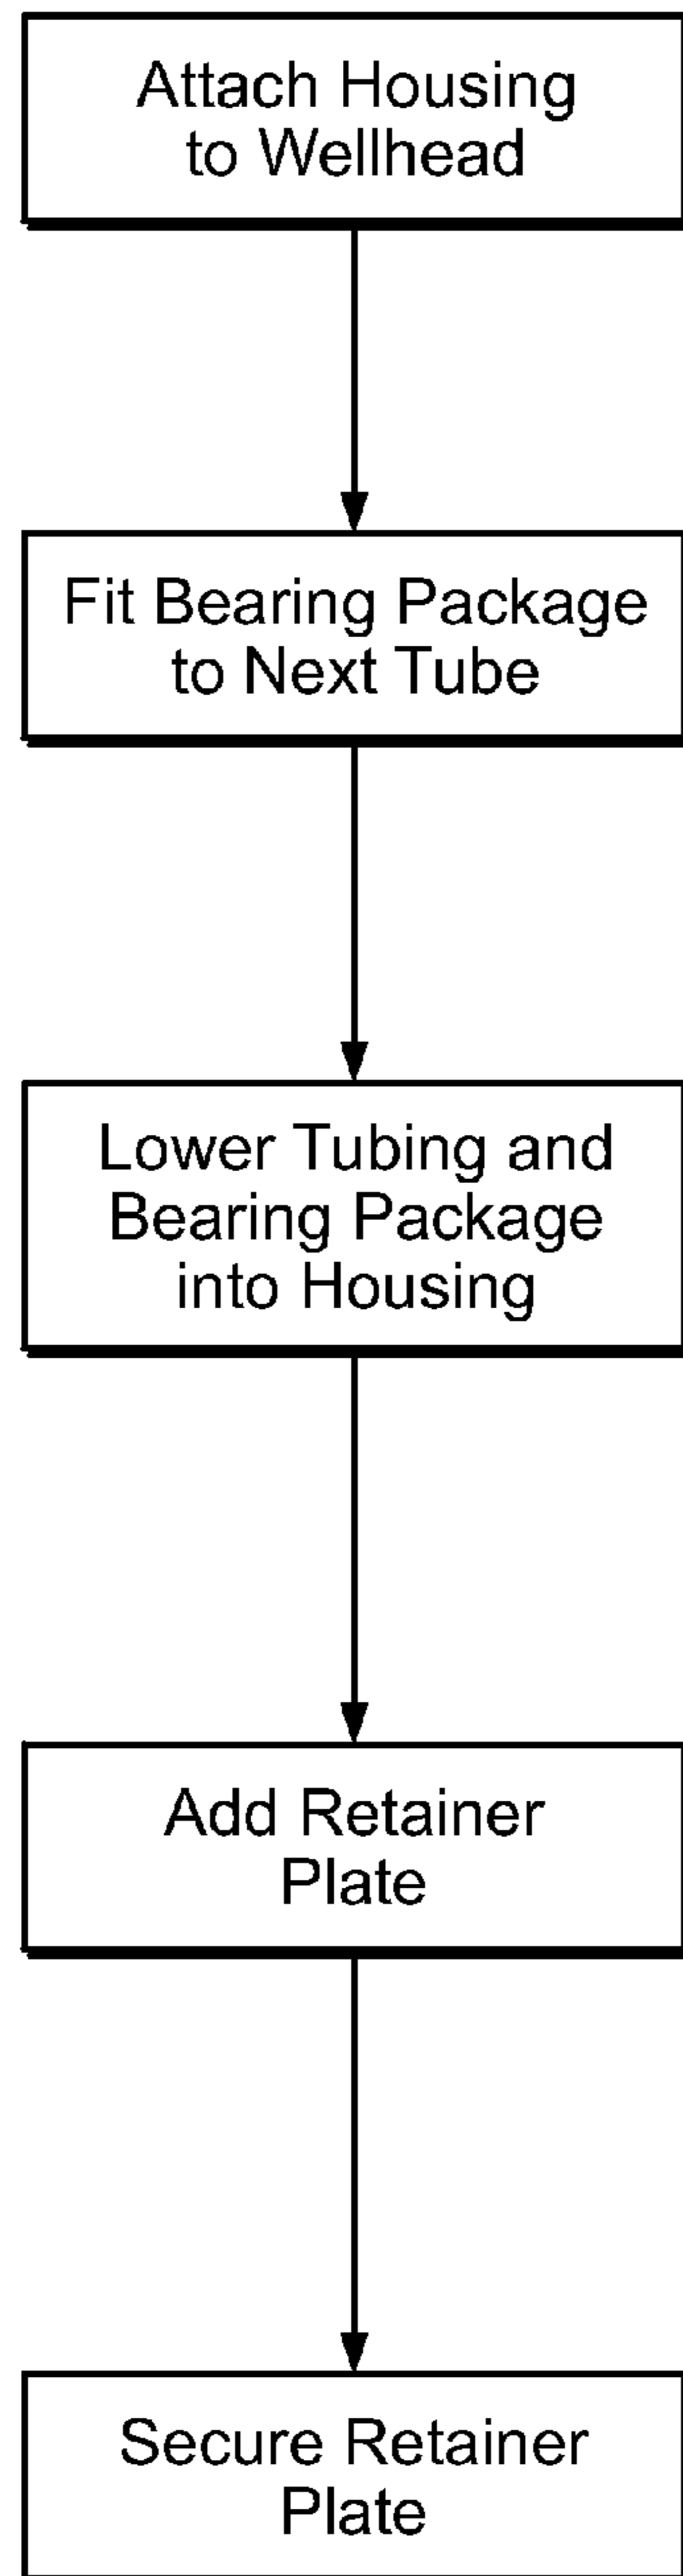 Attach Housing
to Wellhead
Fit Bearing Package
to Next Tube
Lower Tubing and
Bearing Package
into Housing
Add Retainer
Plate
Secure Retainer
Plate